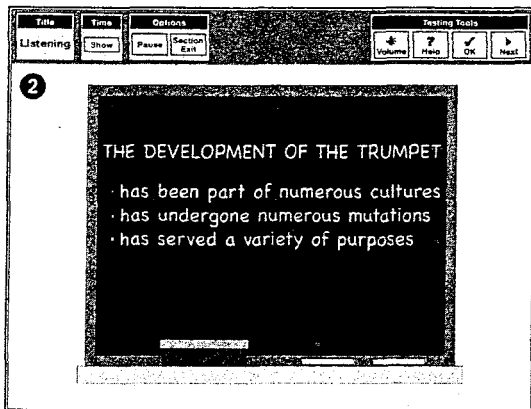 Title
Time
Options
Testing Tools
Listening
Show
Pause
Section
Exit
Volume
?
Help
OK
Next
2
THE DEVELOPMENT OF THE TRUMPET
· has been part of numerous cultures
· has undergone numerous mutations
· has served a variety of purposes